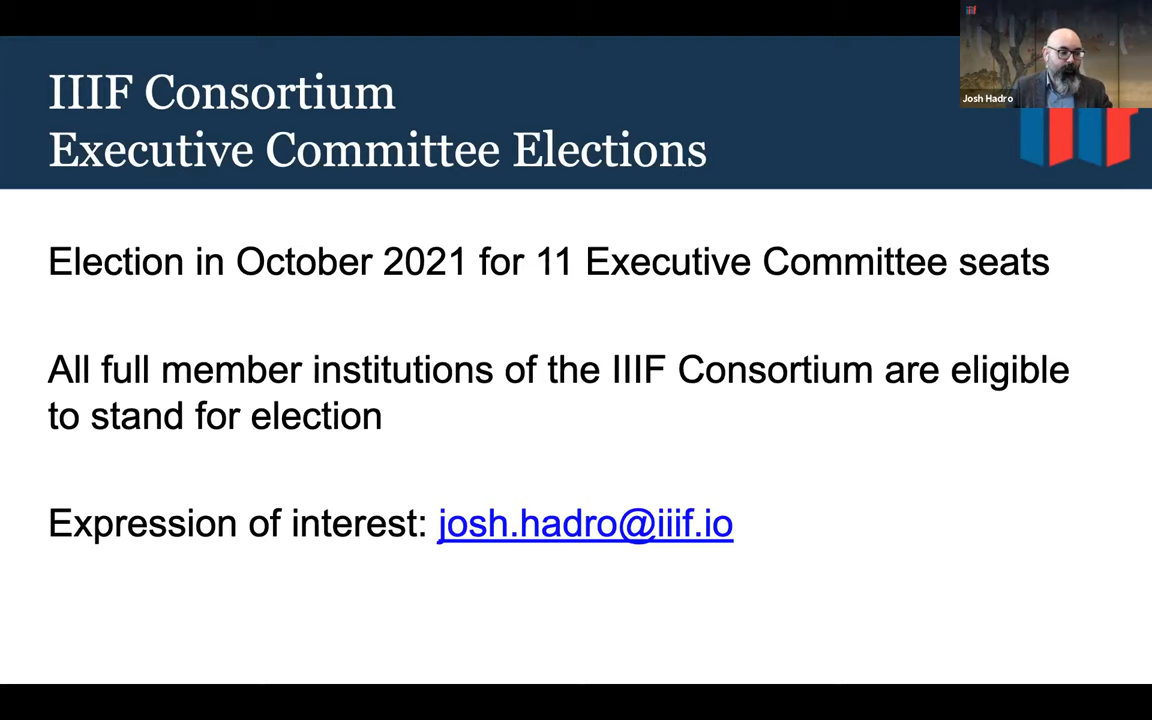 IIIF Consortium
Executive Committee Elections
Josh Hadro
Election in October 2021 for 11 Executive Committee seats
All full member institutions of the IIIF Consortium are eligible
to stand for election
Expression of interest: josh.hadro@iiif.io